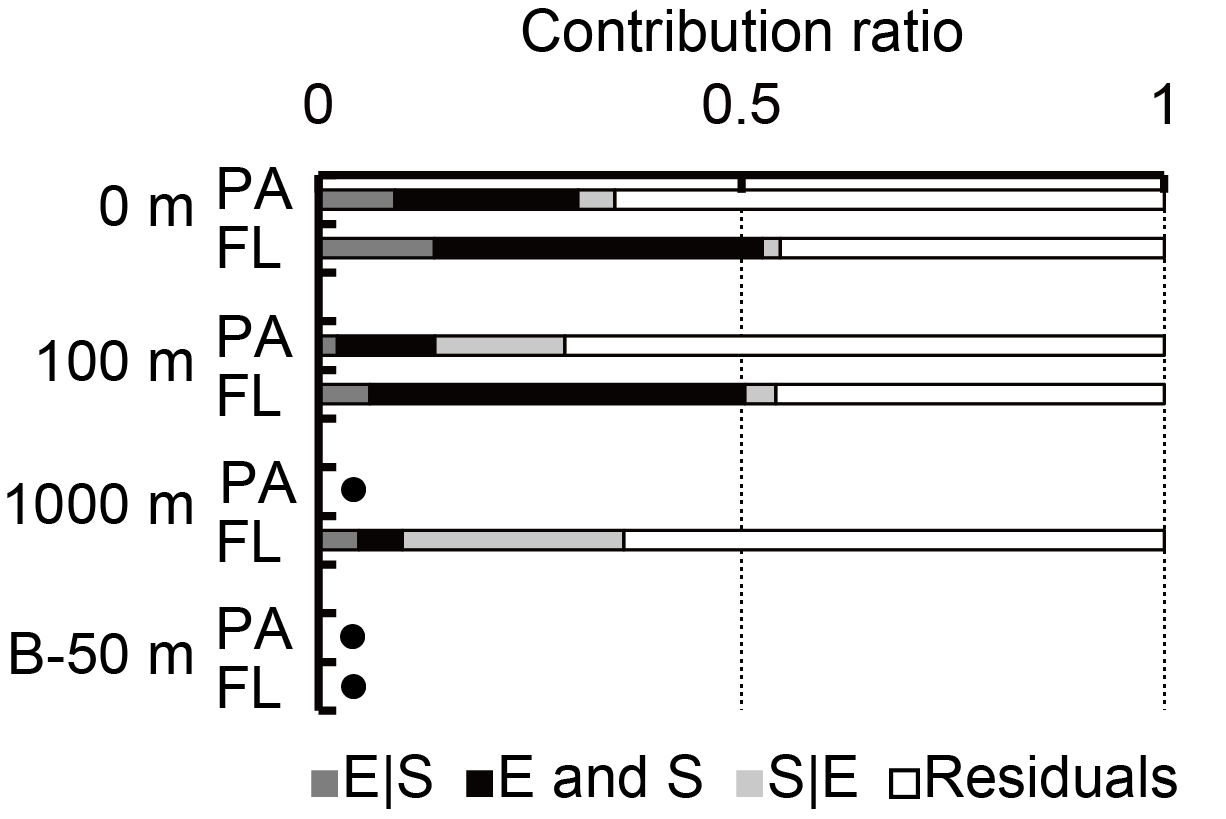 Contribution ratio
0 0.5 1
0 m PA
FL
100 m PA
FL
1000 m PA
FL
B-50 m PA
FL
E|S E and S S|E Residuals